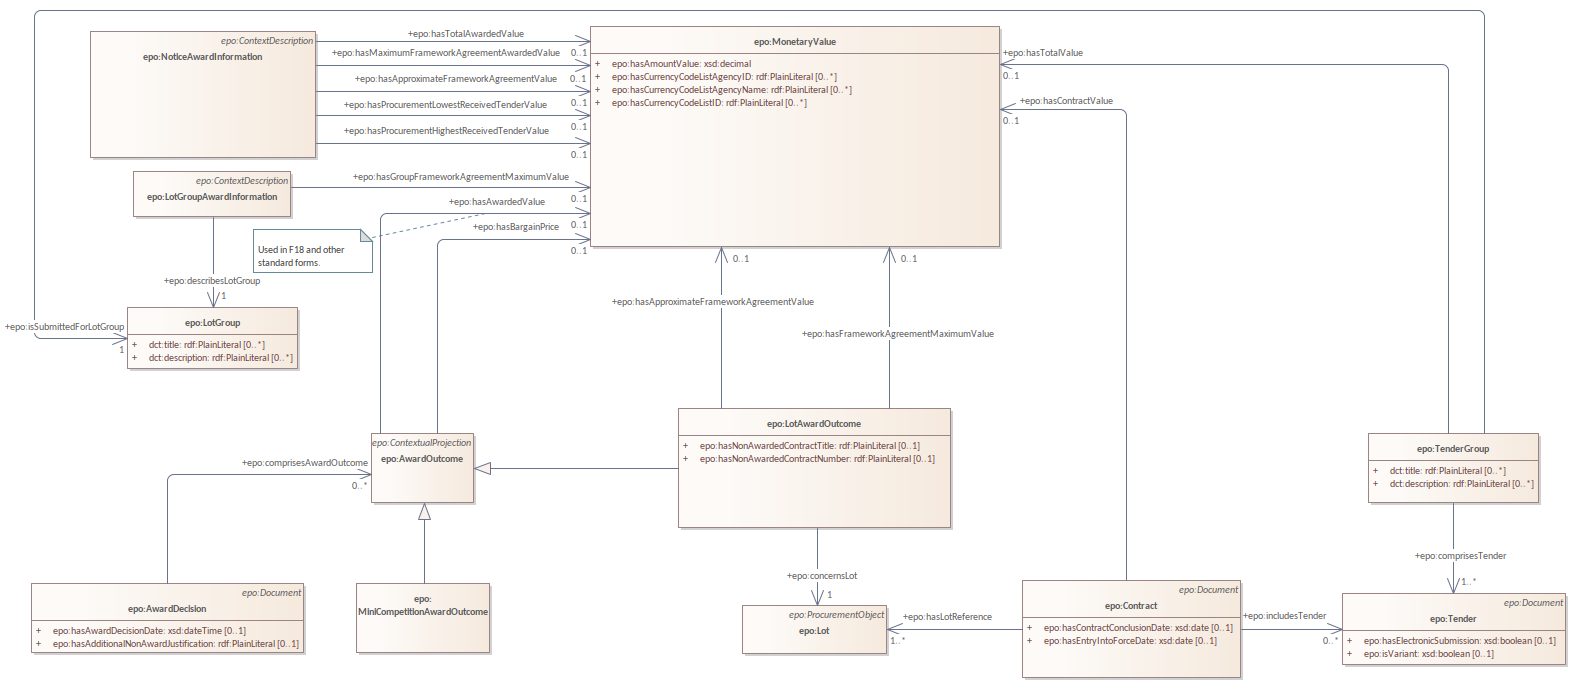 epo:ContextDescription
epo:NoticeAwardInformation
+epo:hasTotalAwardedValue
0..1
+epo:hasMaximumFrameworkAgreementAwardedValue
0..1
+epo:hasApproximateFrameworkAgreementValue
0..1
+epo:hasProcurementLowestReceivedTenderValue
0..1
+epo:hasProcurementHighestReceivedTenderValue
0..1
epo:MonetaryValue
+ epo:hasAmountValue: xsd:decimal
+ epo:hasCurrencyCodeListAgencyID: rdf:PlainLiteral [0..*]
+ epo:hasCurrencyCodeListAgencyName: rdf:PlainLiteral [0..*]
+ epo:hasCurrencyCodeListID: rdf:PlainLiteral [0..*]
+epo:hasTotalValue
0..1
+epo:hasContractValue
0..1
epo:ContextDescription
epo:LotGroupAwardInformation
+epo:hasGroupFrameworkAgreementMaximumValue
0..1
+epo:hasAwardedValue
0..1
+epo:hasBargainPrice
0..1
Used in F18 and other
standard forms.
+epo:describesLotGroup
1
+epo:isSubmittedForLotGroup
1
epo:LotGroup
+ dct:title: rdf:PlainLiteral [0..*]
+ dct:description: rdf:PlainLiteral [0..*]
0..1
+epo:hasApproximateFrameworkAgreementValue
0..1
+epo:hasFrameworkAgreementMaximumValue
epo:LotAwardOutcome
+ epo:hasNonAwardedContractTitle: rdf:PlainLiteral [0..1]
+ epo:hasNonAwardedContractNumber: rdf:PlainLiteral [0..1]
epo:ContextualProjection
epo:AwardOutcome
+epo:comprisesAwardOutcome
0..*
epo:TenderGroup
+ dct:title: rdf:PlainLiteral [0..*]
+ dct:description: rdf:PlainLiteral [0..*]
+epo:comprisesTender
1..*
+epo:concernsLot
1
epo:Document
epo:AwardDecision
+ epo:hasAwardDecisionDate: xsd:dateTime [0..1]
+ epo:hasAdditionalNonAwardJustification: rdf:PlainLiteral [0..1]
epo:
MiniCompetitionAwardOutcome
epo:ProcurementObject
epo:Lot
+epo:hasLotReference
1..*
epo:Document
epo:Contract
+ epo:hasContractConclusionDate: xsd:date [0..1]
+ epo:hasEntryIntoForceDate: xsd:date [0..1]
+epo:includesTender
0..*
epo:Document
epo:Tender
+ epo:hasElectronicSubmission: xsd:boolean [0..1]
+ epo:isVariant: xsd:boolean [0..1]